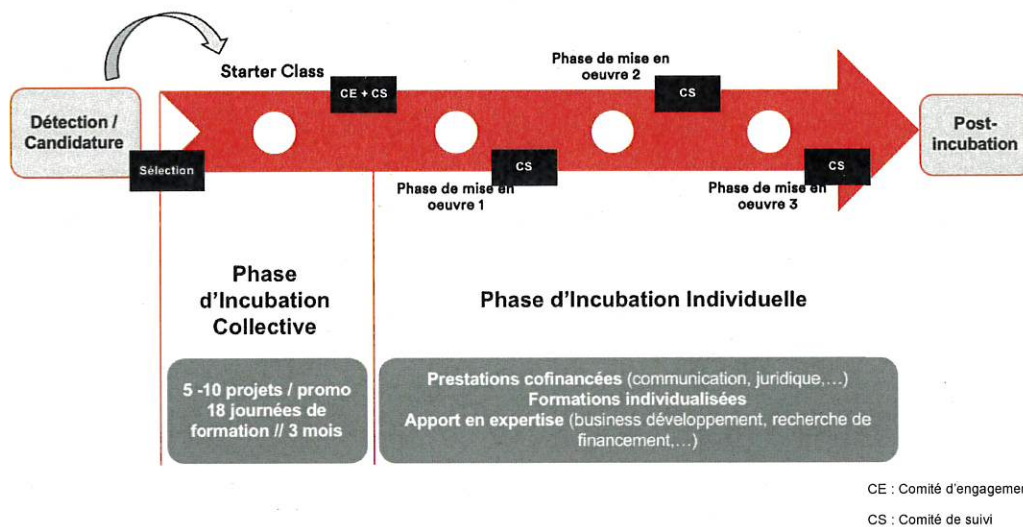 Starter Class
Phase de mise en
oeuvre 2
CE + CS
CS
Détection /
Candidature
Post-
incubation
Sélection
CS
CS
Phase de mise en
oeuvre 1
Phase de mise en
oeuvre 3
Phase
d'Incubation
Collective
Phase d'Incubation Individuelle
5 -10 projets / promo
18 journées de
formation // 3 mois
Prestations cofinancées (communication, juridique,…)
Formations individualisées
Apport en expertise (business développement, recherche de
financement,…)
CE : Comité d'engagemen
CS : Comité de suivi